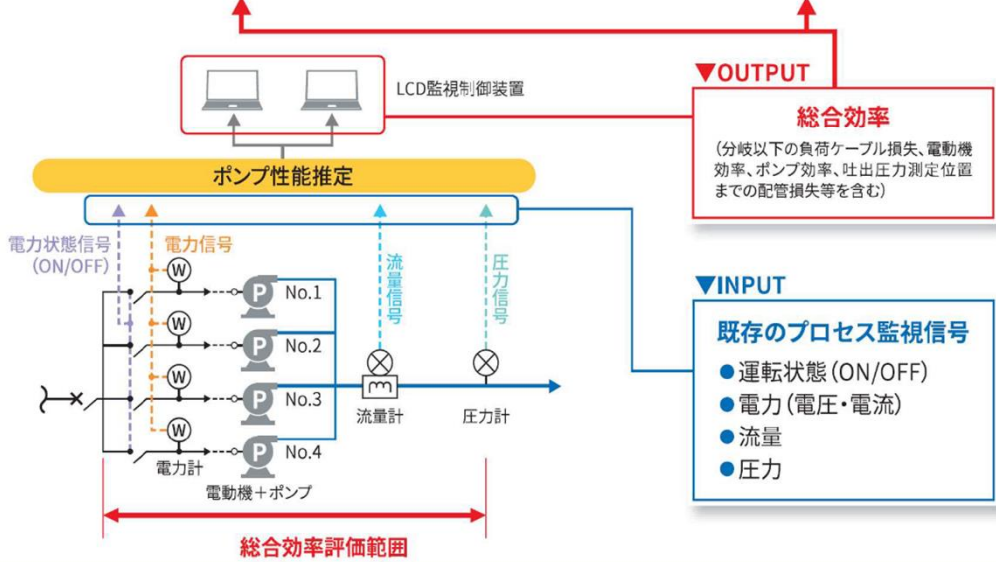 LCD監視制御装置
▼OUTPUT
総合効率
(分岐以下の負荷ケーブル損失、電動機
効率、ポンプ効率、吐出圧力測定位置
までの配管損失等を含む)
ポンプ性能推定
電力状態信号
(ON/OFF)
電力信号
流量信号
圧力信号
W
P
No.1
W
P
No.2
W
P
No.3
W
P
No.4
流量計
圧力計
電力計
電動機+ポンプ
総合効率評価範囲
▼INPUT
既存のプロセス監視信号
●運転状態(ON/OFF)
●電力(電圧・電流)
●流量
●圧力